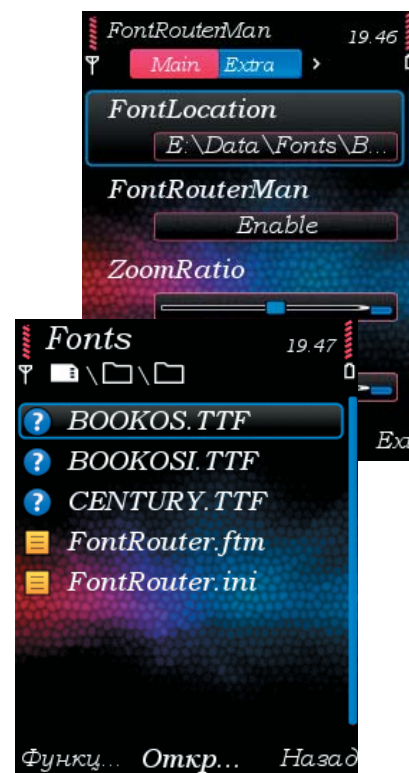 FontRouterMan 19.46
Main Extra
FontLocation
E:\Data\Fonts\B...
FontRouterMan
Enable
ZoomRatio
Ext
Fonts 19.47
BOOKOS.TTF
BOOKOSI.TTF
CENTURY.TTF
FontRouter.ftm
FontRouter.ini
Функц... Откр... Назад